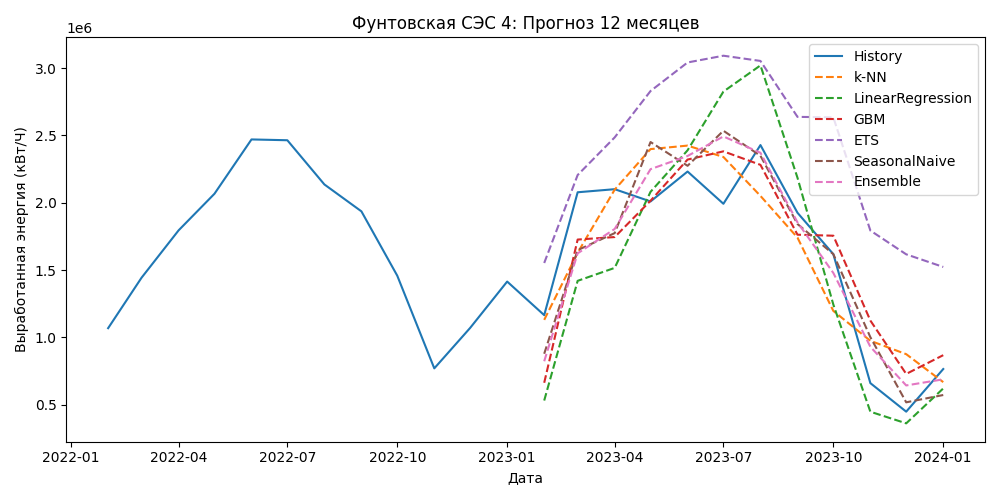 Фунтовская СЭС 4: Прогноз 12 месяцев
1e6
Выработанная энергия (кВт/Ч)
3.0
2.5
2.0
1.5
1.0
0.5
History
k-NN
LinearRegression
GBM
ETS
SeasonalNaive
Ensemble
2022-01 2022-04 2022-07 2022-10 2023-01 2023-04 2023-07 2023-10 2024-01
Дата